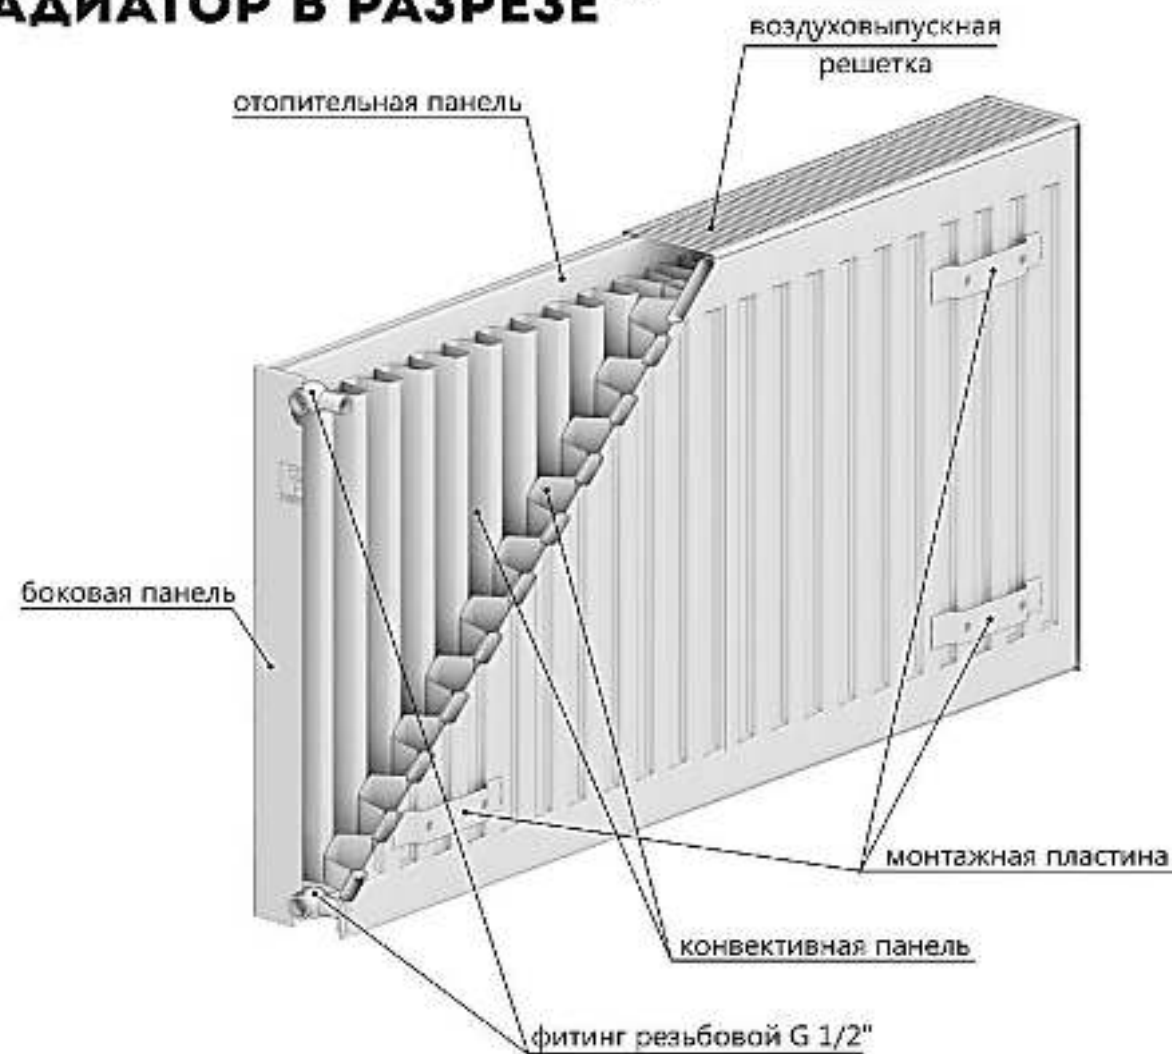 АДИАТОР В РАЗРЕЗЕ
воздуховыпускная
решетка
отопительная панель
боковая панель
монтажная пластина
конвективная панель
фитинг резьбовой G 1/2"